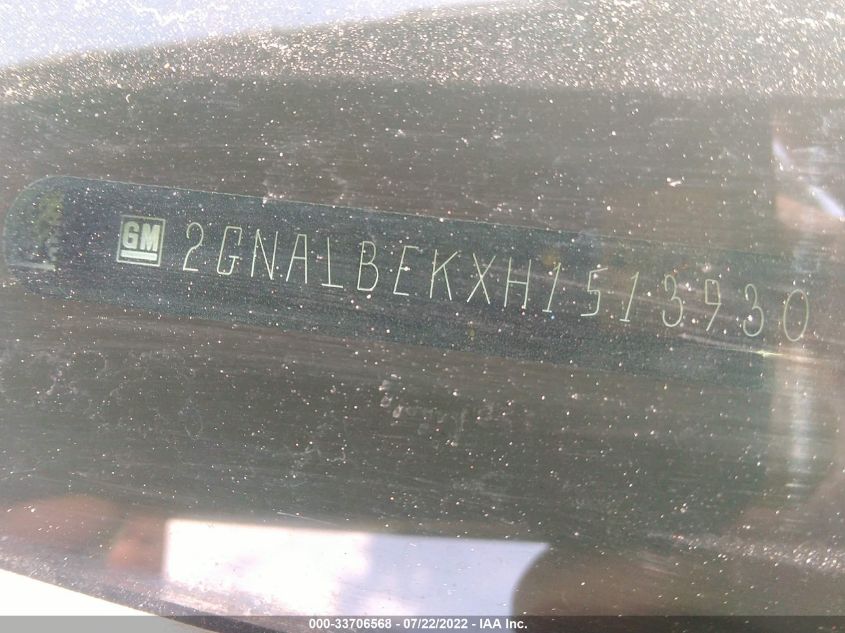 GM 2GNALBEKXH1513930
000-33706568 - 07/22/2022 - IAA Inc.